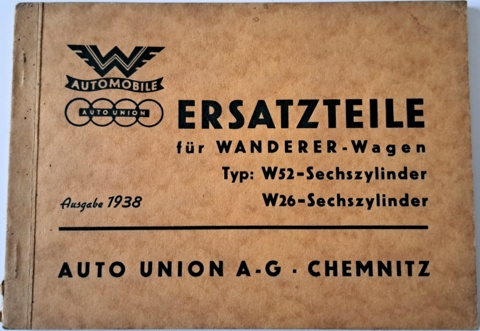 W
AUTOMOBILE
AUTO UNION
ERSATZTEILE
für WANDERER-Wagen
Typ: W52-Sechszylinder
W26-Sechszylinder
Ausgabe 1938
AUTO UNION A-G · CHEMNITZ